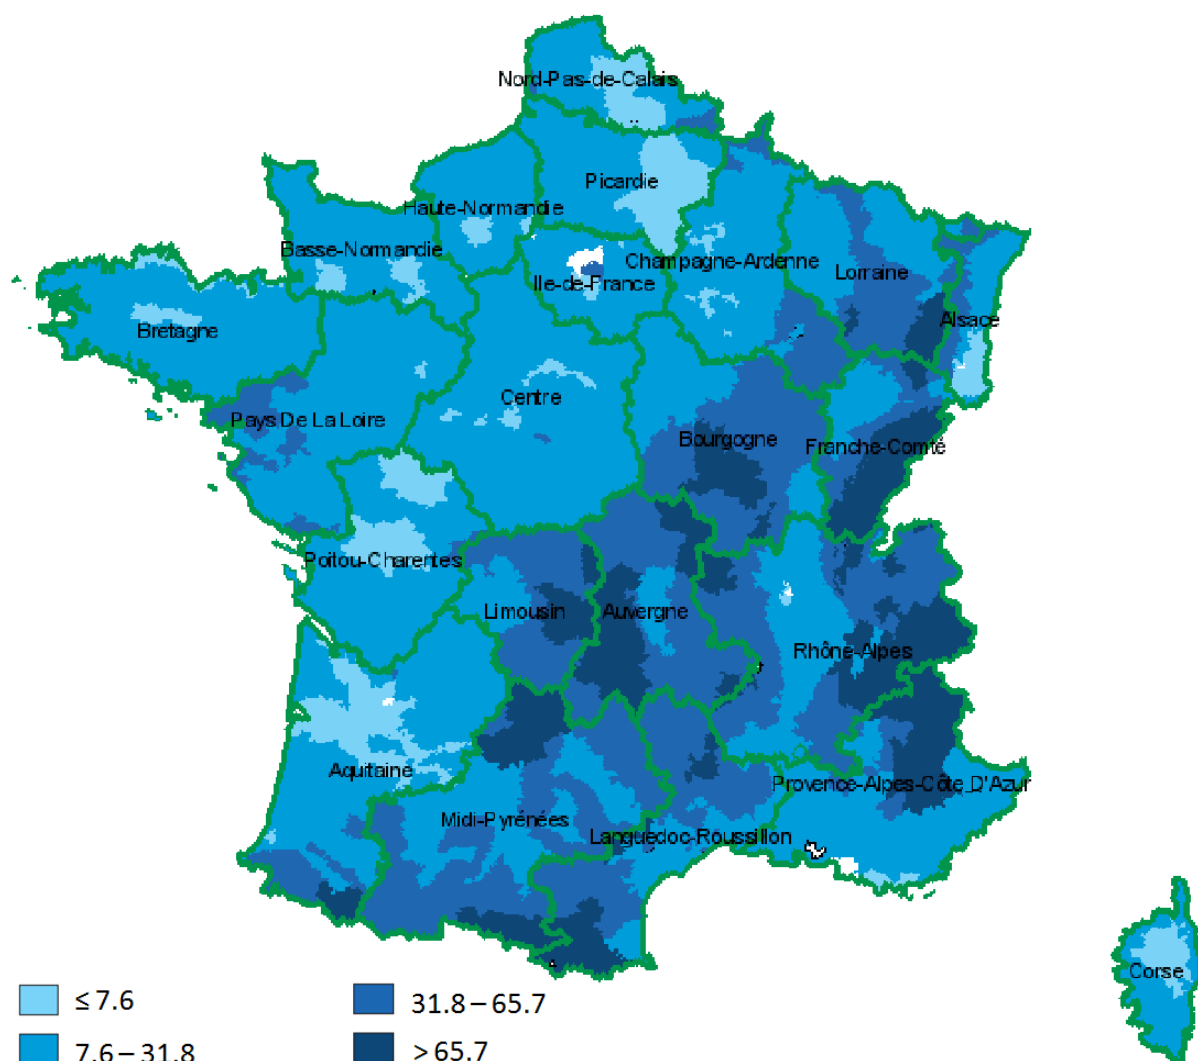 Nord-Pas-de-Calais
Picardie
Haute-Normandie
Basse-Normandie
Champagne-Ardenne
Ile-de-France
Lorraine
Alsace
Bretagne
Centre
Pays De La Loire
Bourgogne
Franche-Comté
Poitou-Charentes
Limousin
Auvergne
Rhône-Alpes
Aquitaine
Provence-Alpes-Côte_D'Azur
Midi-Pyrénées
Languedoc-Roussillon
Corse
≤ 7.6
31.8 – 65.7
7.6 – 31.8
> 65.7